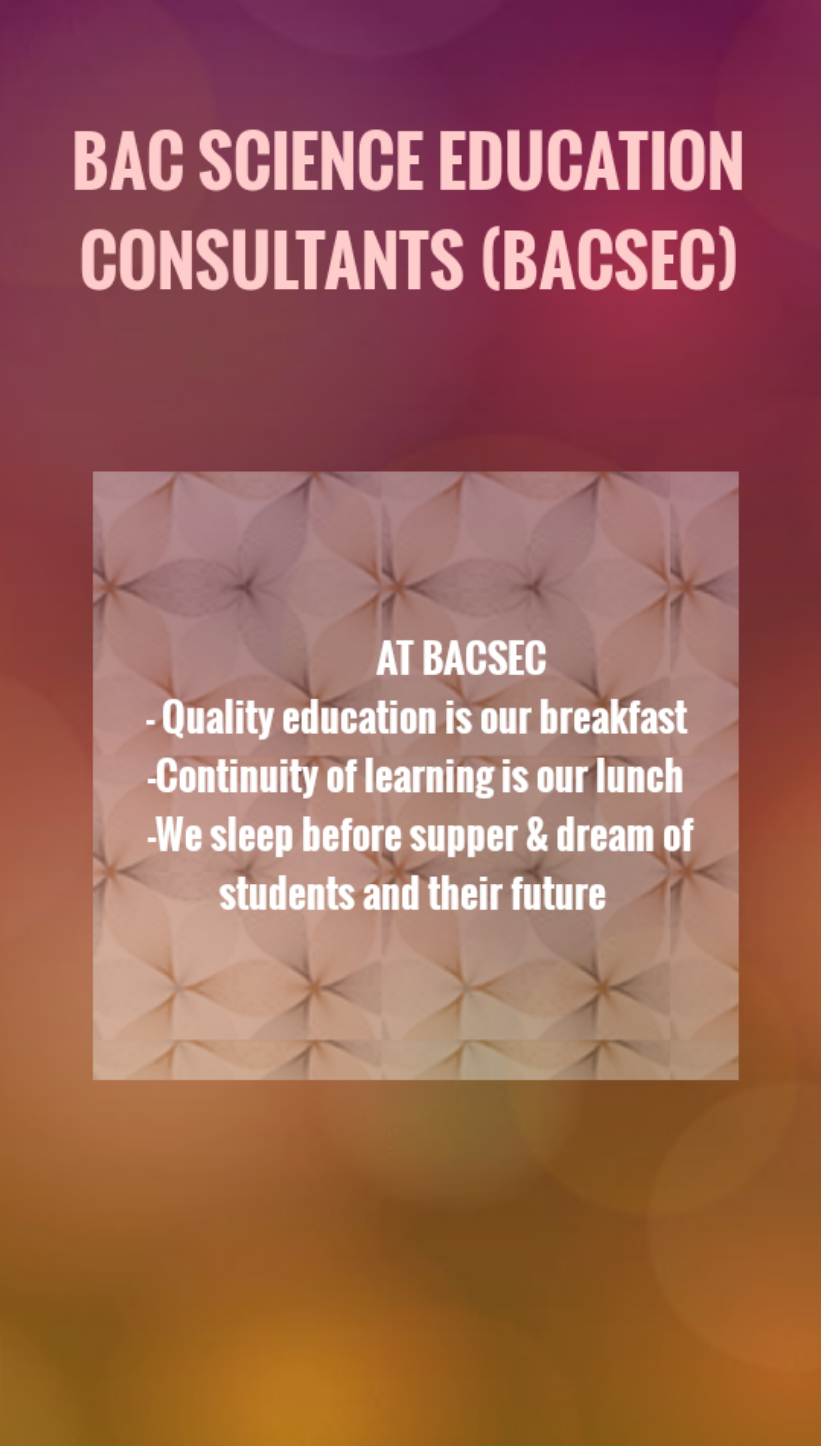 BAC SCIENCE EDUCATION
CONSULTANTS (BACSEC)
AT BACSEC
- Quality education is our breakfast
-Continuity of learning is our lunch
-We sleep before supper & dream of
students and their future